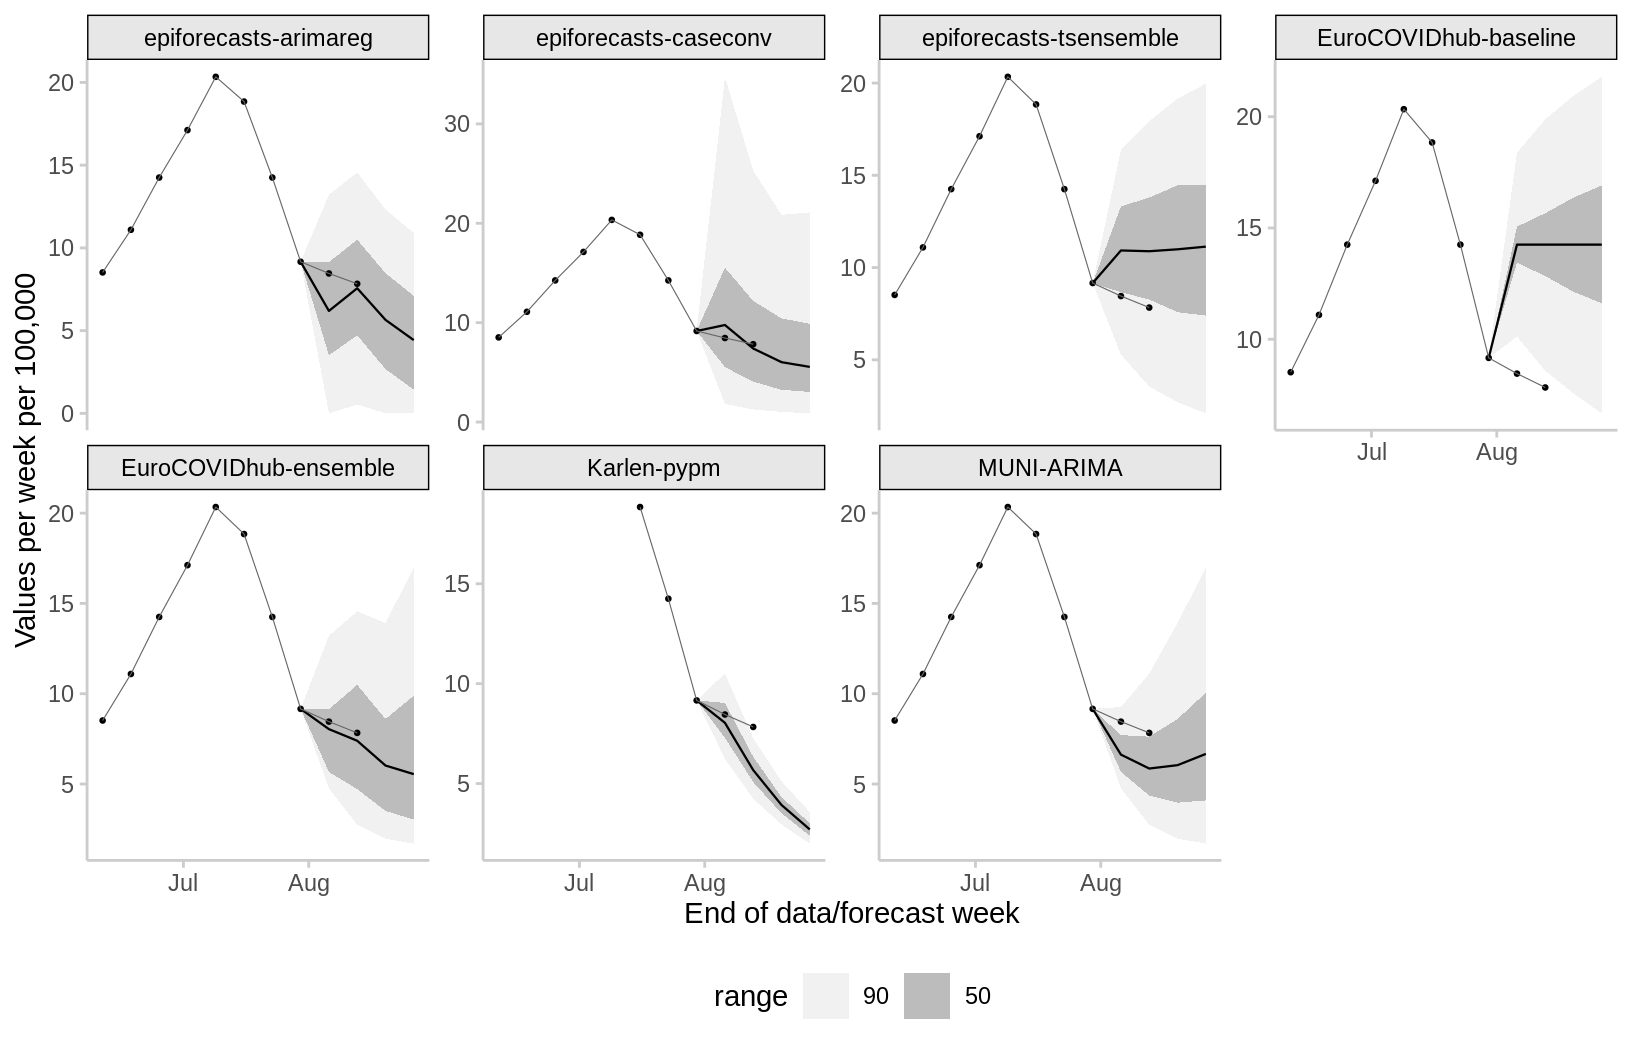 epiforecasts-arimareg
epiforecasts-caseconv
epiforecasts-tsensemble
EuroCOVIDhub-baseline
20
15
10
5
0
30
20
10
0
20
15
10
5
20
15
10
Jul Aug
Values per week per 100,000
EuroCOVIDhub-ensemble
Karlen-pypm
MUNI-ARIMA
20
15
10
5
15
10
5
20
15
10
5
Jul Aug
Jul Aug
Jul Aug
End of data/forecast week
range 90 50